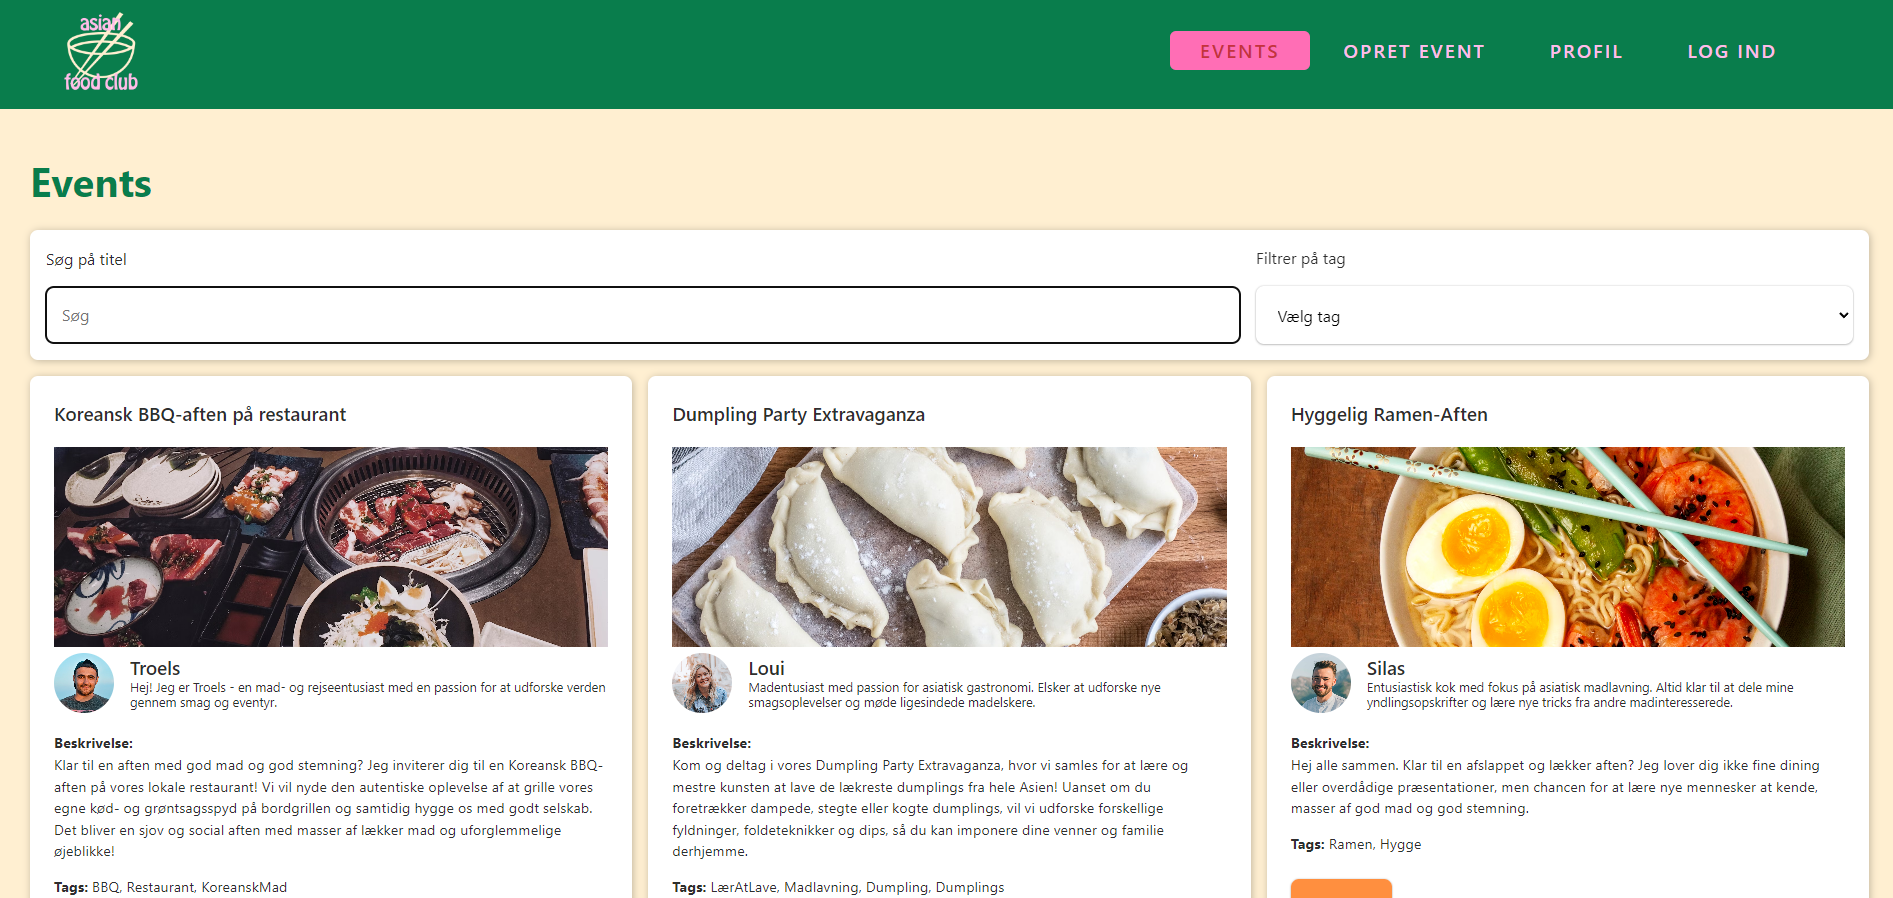 asian
food club
EVENTS
OPRET EVENT
PROFIL
LOG IND
Events
Søg på titel
Søg
Filtrer på tag
Vælg tag
Koreansk BBQ-aften på restaurant
Troels
Hej! Jeg er Troels - en mad- og rejseentusiast med en passion for at udforske verden
gennem smag og eventyr.
Beskrivelse:
Klar til en aften med god mad og god stemning? Jeg inviterer dig til en Koreansk BBQ-
aften på vores lokale restaurant! Vi vil nyde den autentiske oplevelse af at grille vores
egne kød- og grøntsagsspyd på bordgrillen og samtidig hygge os med godt selskab.
Det bliver en sjov og social aften med masser af lækker mad og uforglemmelige
øjeblikke!
Tags: BBQ, Restaurant, KoreanskMad
Dumpling Party Extravaganza
Loui
Madentusiast med passion for asiatisk gastronomi. Elsker at udforske nye
smagsoplevelser og møde ligesindede madelskere.
Beskrivelse:
Kom og deltag i vores Dumpling Party Extravaganza, hvor vi samles for at lære og
mestre kunsten at lave de lækreste dumplings fra hele Asien! Uanset om du
foretrækker dampede, stegte eller kogte dumplings, vil vi udforske forskellige
fyldninger, foldeteknikker og dips, så du kan imponere dine venner og familie
derhjemme.
Tags: LærAtLave, Madlavning, Dumpling, Dumplings
Hyggelig Ramen-Aften
Silas
Entusiastisk kok med fokus på asiatisk madlavning. Altid klar til at dele mine
yndlingsopskrifter og lære nye tricks fra andre madinteresserede.
Beskrivelse:
Hej alle sammen. Klar til en afslappet og lækker aften? Jeg lover dig ikke fine dining
eller overdådige præsentationer, men chancen for at lære nye mennesker at kende,
masser af god mad og god stemning.
Tags: Ramen, Hygge